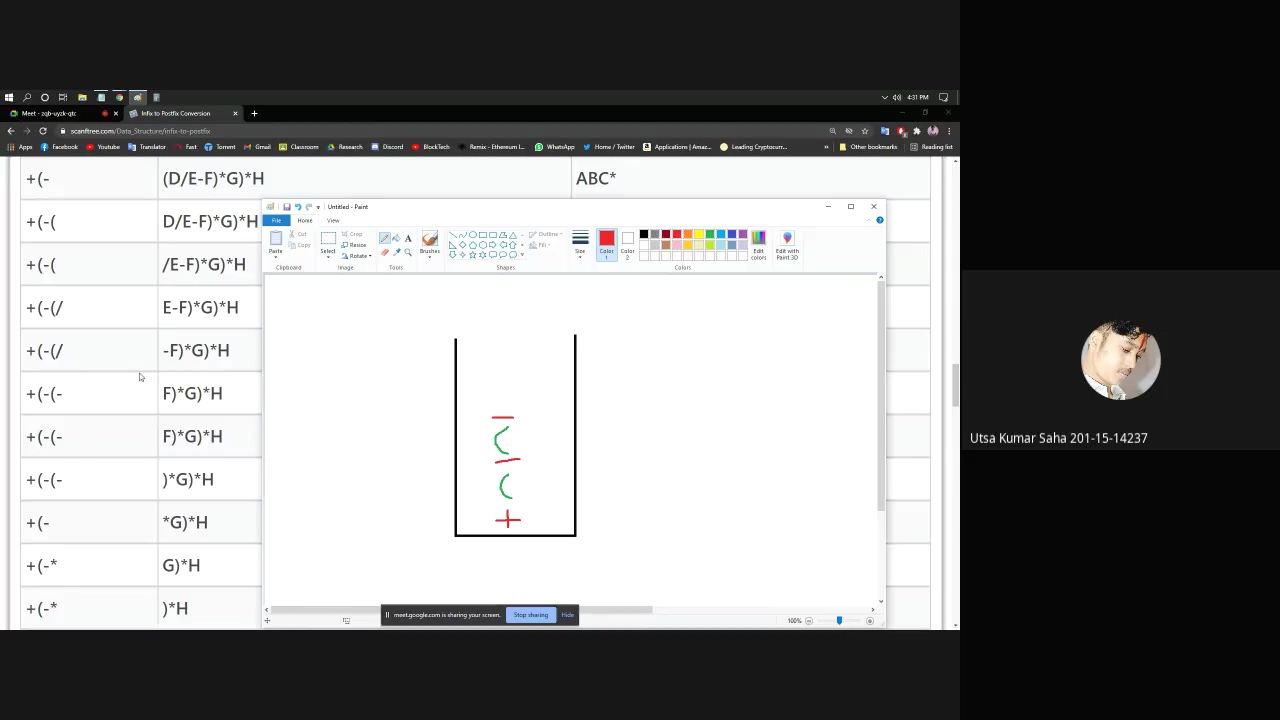 4:31 PM
Meet - zqb-uyzk-qtc
Infix to Postfix Conversion
scanftree.com/Data_Structure/infix-to-postfix
Apps Facebook Youtube Translator Fast Torrent Gmail Classroom Research Discord BlockTech Remix - Ethereum I... WhatsApp Home / Twitter Applications | Amaz... Leading Cryptocurr... » Other bookmarks Reading list
+(- (D/E-F)*G)*H ABC*
Untitled - Paint
File Home View
+(-( D/E-F)*G)*H
Paste Cut Copy Select Crop Resize Rotate Brushes Outline Fill Size Color 1 Color 2 Edit colors Edit with Paint 3D
Clipboard Image Tools Shapes Colors
+(-( /E-F)*G)*H
+(-(/ E-F)*G)*H
+(-(/ -F)*G)*H
+(-(- F)*G)*H
+(-(- F)*G)*H
+(-(- )*G)*H
+(- *G)*H
+(-* G)*H
+(-* )*H
−
(
−
(
+
meet.google.com is sharing your screen. Stop sharing Hide
100%
Utsa Kumar Saha 201-15-14237